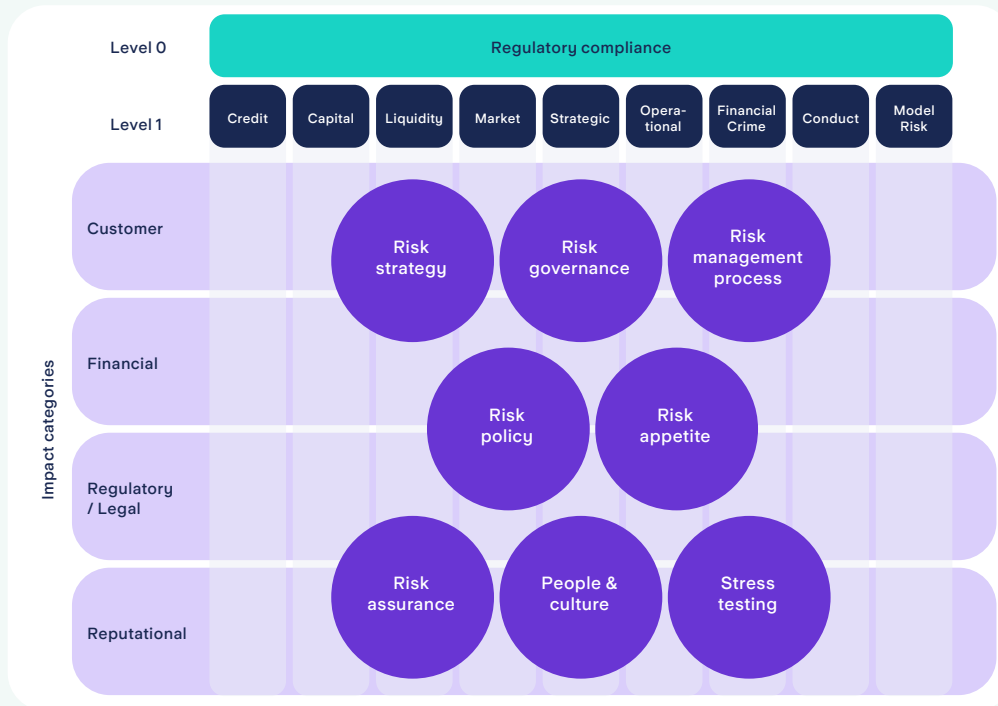 Level 0
Regulatory compliance
Level 1
Credit
Capital
Liquidity
Market
Strategic
Opera-
tional
Financial
Crime
Conduct
Model
Risk
Impact categories
Customer
Risk
strategy
Risk
governance
Risk
management
process
Financial
Risk
policy
Risk
appetite
Regulatory
/ Legal
Risk
assurance
People &
culture
Stress
testing
Reputational